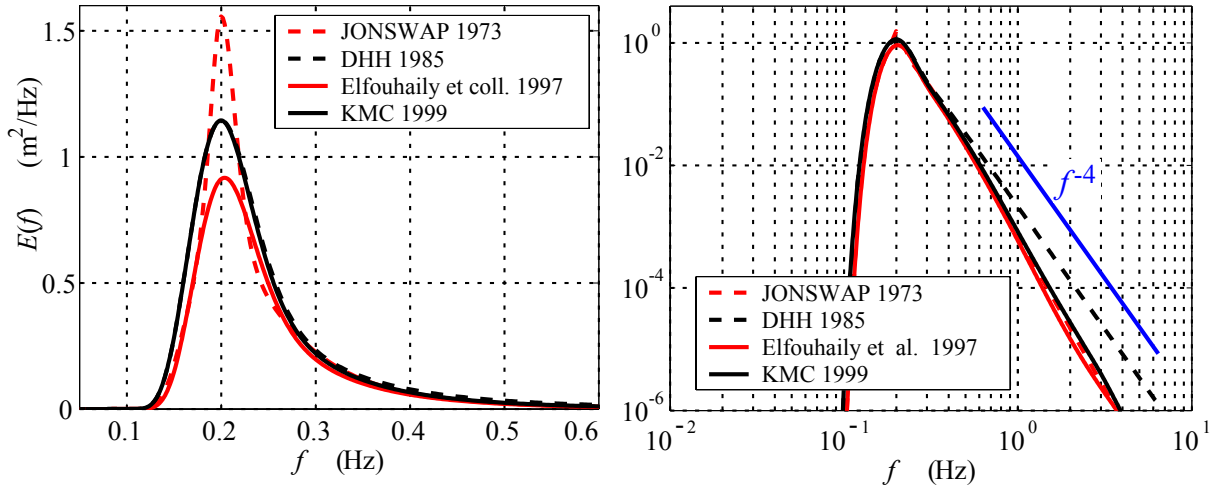 1.5
1
0.5
0
E(f) (m²/Hz)
JONSWAP 1973
DHH 1985
Elfouhaily et coll. 1997
KMC 1999
0.1 0.2 0.3 0.4 0.5 0.6
f (Hz)
10⁰
10⁻²
10⁻⁴
10⁻⁶
f⁻⁴
JONSWAP 1973
DHH 1985
Elfouhaily et al. 1997
KMC 1999
10⁻² 10⁻¹ 10⁰ 10¹
f (Hz)